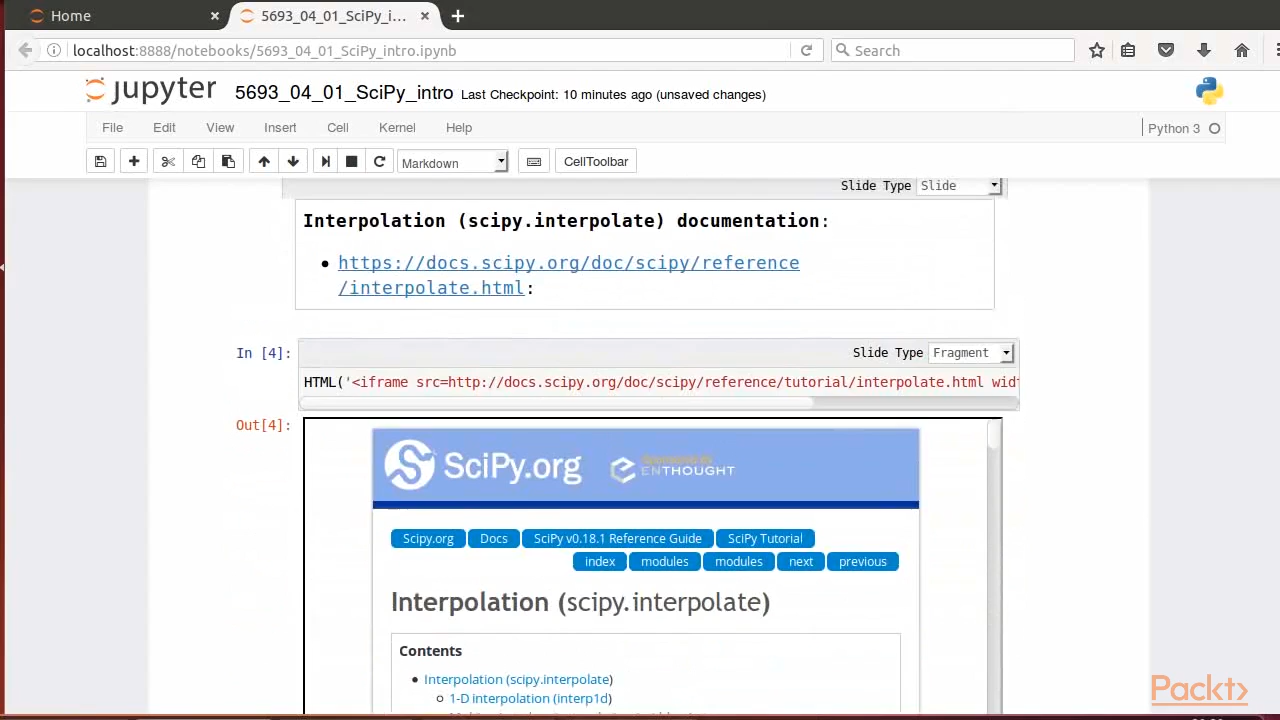 Home
5693_04_01_SciPy_i...
localhost:8888/notebooks/5693_04_01_SciPy_intro.ipynb
Search
jupyter 5693_04_01_SciPy_intro Last Checkpoint: 10 minutes ago (unsaved changes)
File Edit View Insert Cell Kernel Help
Python 3
Markdown
CellToolbar
Slide Type Slide
Interpolation (scipy.interpolate) documentation:
https://docs.scipy.org/doc/scipy/reference
/interpolate.html:
In [4]:
Slide Type Fragment
HTML('<iframe src=http://docs.scipy.org/doc/scipy/reference/tutorial/interpolate.html widt
Out[4]:
SciPy.org
ENTHOUGHT
Scipy.org Docs SciPy v0.18.1 Reference Guide SciPy Tutorial
index modules modules next previous
Interpolation (scipy.interpolate)
Contents
Interpolation (scipy.interpolate)
1-D interpolation (interp1d)
Packt